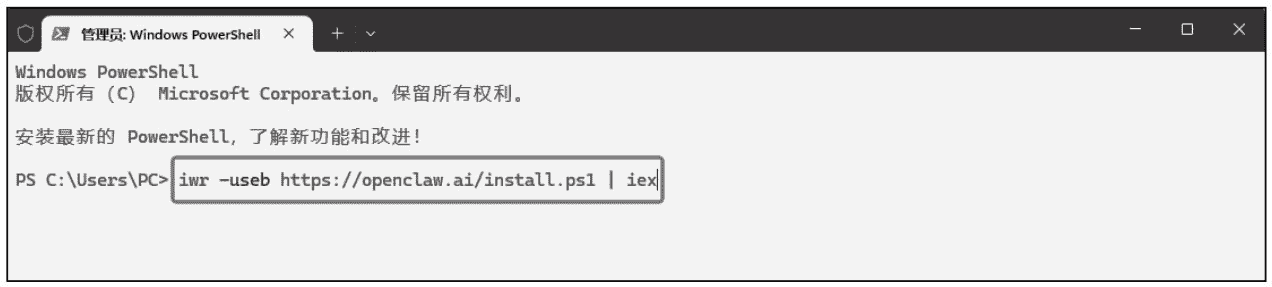 管理员: Windows PowerShell
Windows PowerShell
版权所有 (C) Microsoft Corporation。保留所有权利。
安装最新的 PowerShell，了解新功能和改进！
PS C:\Users\PC> iwr -useb https://openclaw.ai/install.ps1 | iex